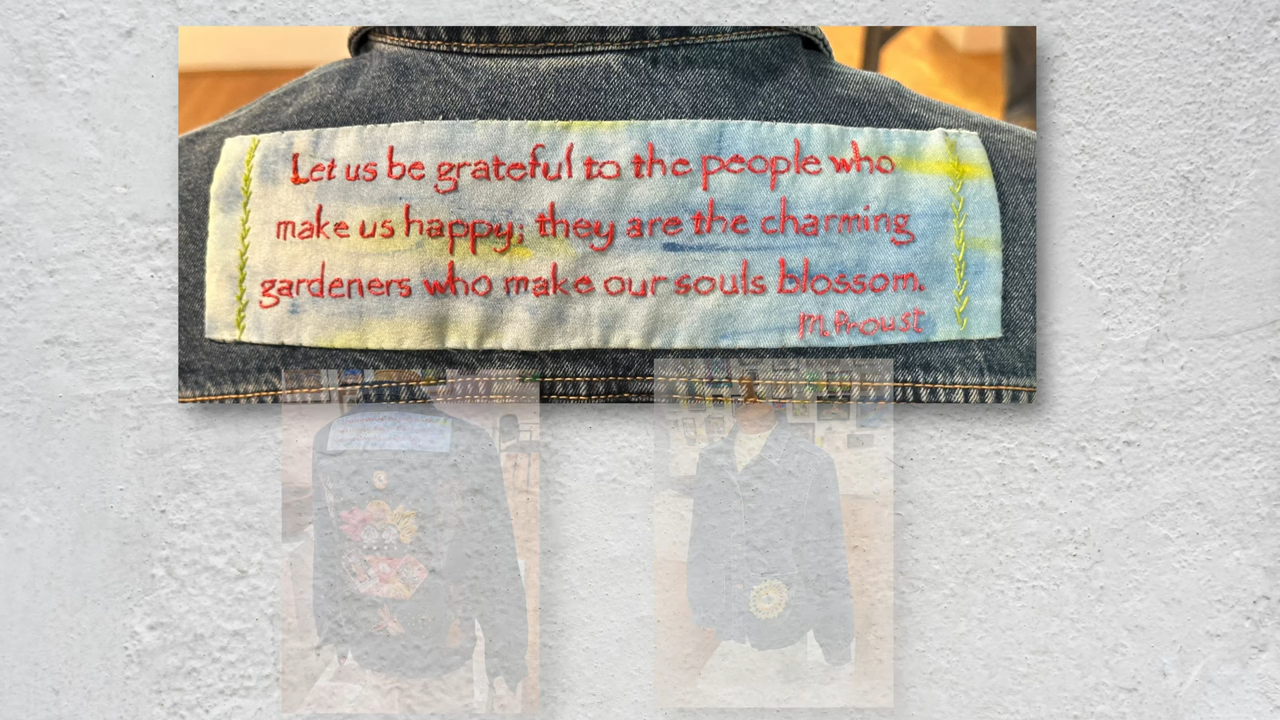 Let us be grateful to the people who
make us happy; they are the charming
gardeners who make our souls blossom.
M Proust